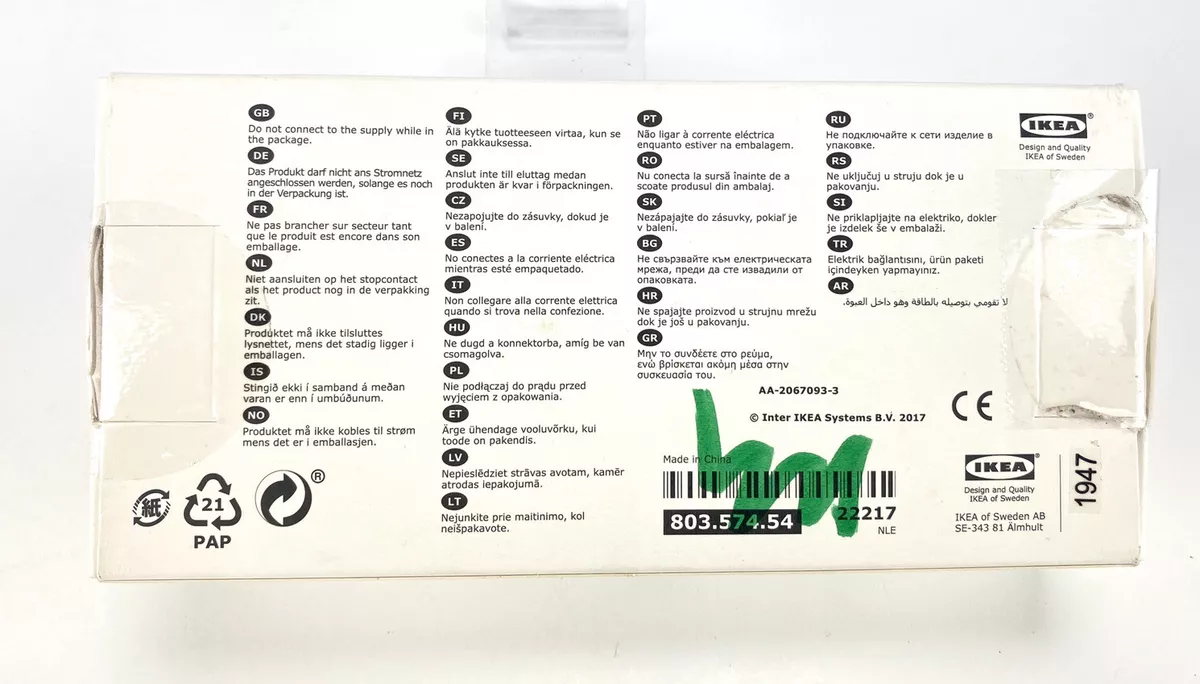 GB
Do not connect to the supply while in
the package.
DE
Das Produkt darf nicht ans Stromnetz
angeschlossen werden, solange es noch
in der Verpackung ist.
FR
Ne pas brancher sur secteur tant
que le produit est encore dans son
emballage.
NL
Niet aansluiten op het stopcontact
als het product nog in de verpakking
zit.
DK
Produktet må ikke tilsluttes
lysnettet, mens det stadig ligger i
emballagen.
IS
Stingið ekki í samband á meðan
varan er enn í umbúðunum.
NO
Produktet må ikke kobles til strøm
mens det er i emballasjen.
紙
21
PAP
®
FI
Älä kytke tuotteeseen virtaa, kun se
on pakkauksessa.
SE
Anslut inte till eluttag medan
produkten är kvar i förpackningen.
CZ
Nezapojujte do zásuvky, dokud je
v balení.
ES
No conectes a la corriente eléctrica
mientras esté empaquetado.
IT
Non collegare alla corrente elettrica
quando si trova nella confezione.
HU
Ne dugd a konnektorba, amíg be van
csomagolva.
PL
Nie podłączaj do prądu przed
wyjęciem z opakowania.
ET
Ärge ühendage vooluvõrku, kui
toode on pakendis.
LV
Nepieslēdziet strāvas avotam, kamēr
atrodas iepakojumā.
LT
Nejunkite prie maitinimo, kol
neišpakavote.
PT
Não ligar à corrente eléctrica
enquanto estiver na embalagem.
RO
Nu conecta la sursă înainte de a
scoate produsul din ambalaj.
SK
Nezápajajte do zásuvky, pokiaľ je
v balení.
BG
Не свързвайте към електрическата
мрежа, преди да сте извадили от
опаковката.
HR
Ne spajajte proizvod u strujnu mrežu
dok je još u pakovanju.
GR
Μην το συνδέετε στο ρεύμα,
ενώ βρίσκεται ακόμη μέσα στην
συσκευασία του.
RU
Не подключайте к сети изделие в
упаковке.
RS
Ne uključuj u struju dok je u
pakovanju.
SI
Ne priklapljajte na elektriko, dokler
je izdelek še v embalaži.
TR
Elektrik bağlantısını, ürün paketi
içindeyken yapmayınız.
AR
لا تقومي بتوصيله بالطاقة وهو داخل العبوة.
IKEA®
Design and Quality
IKEA of Sweden
AA-2067093-3
© Inter IKEA Systems B.V. 2017
CE
Made in China
803.574.54
22217
NLE
IKEA®
Design and Quality
IKEA of Sweden
IKEA of Sweden AB
SE-343 81 Älmhult
1947